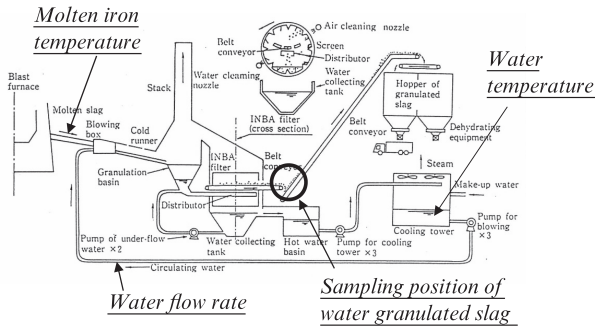 Molten iron
temperature
Air cleaning nozzle
Belt
conveyor
Screen
Distributor
Water
temperature
Blast
furnace
Stack
Water cleaning
nozzle
Water
collecting
tank
Hopper of
granulated
slag
Molten slag
Blowing
box
Cold
runner
INBA filter
(cross section)
Belt
conveyor
Dehydrating
equipment
INBA
filter
Belt
conveyor
Steam
Granulation
basin
Make-up water
Distributor
Cooling tower
Pump for
blowing
×3
Pump of under-flow
water ×2
Water collecting
tank
Hot water
basin
Pump for cooling
tower ×3
Circulating water
Water flow rate
Sampling position of
water granulated slag